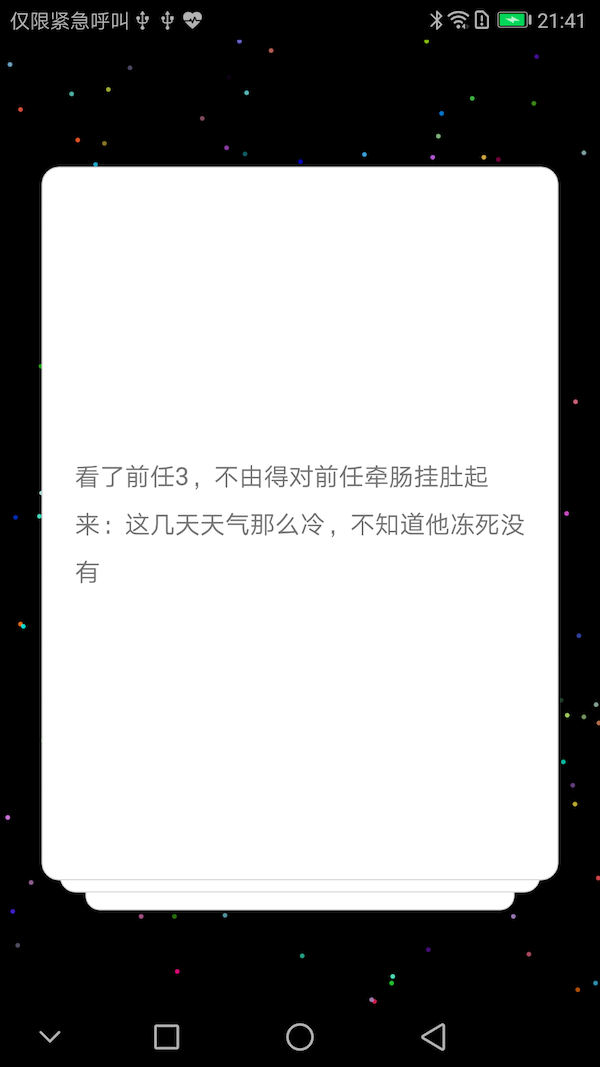 仅限紧急呼叫 21:41
看了前任3，不由得对前任牵肠挂肚起
来：这几天天气那么冷，不知道他冻死没
有